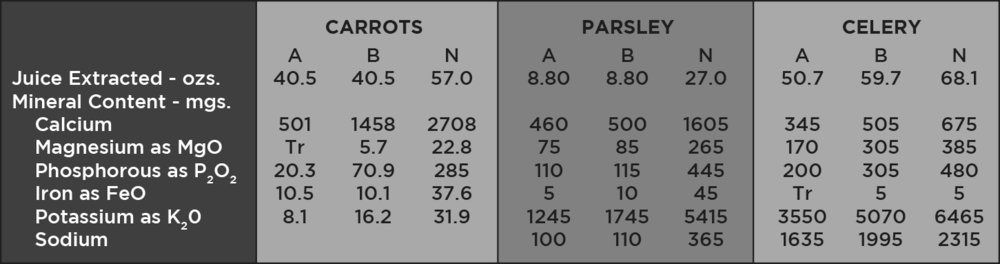 CARROTS PARSLEY CELERY
A B N A B N A B N
Juice Extracted - ozs. 40.5 40.5 57.0 8.80 8.80 27.0 50.7 59.7 68.1
Mineral Content - mgs.
Calcium 501 1458 2708 460 500 1605 345 505 675
Magnesium as MgO Tr 5.7 22.8 75 85 265 170 305 385
Phosphorous as P₂O₂ 20.3 70.9 285 110 115 445 200 305 480
Iron as FeO 10.5 10.1 37.6 5 10 45 Tr 5 5
Potassium as K₂0 8.1 16.2 31.9 1245 1745 5415 3550 5070 6465
Sodium 100 110 365 1635 1995 2315